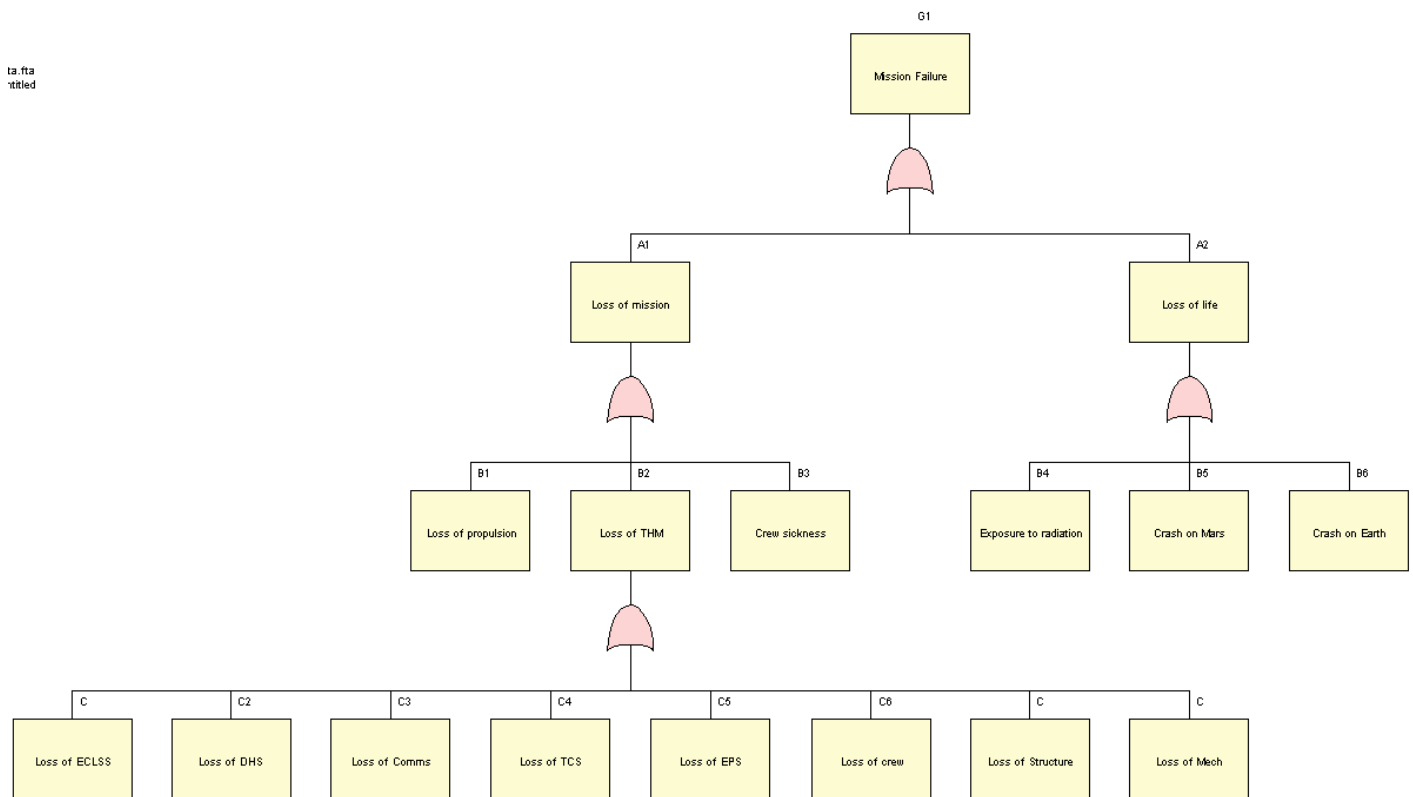 G1
ta.fta
Mission Failure
A1
A2
Loss of mission
Loss of life
B1
B2
B3
B4
B5
B6
Loss of propulsion
Loss of THM
Crew sickness
Exposure to radiation
Crash on Mars
Crash on Earth
C
C2
C3
C4
C5
C6
C
C
Loss of ECLSS
Loss of DHS
Loss of Comms
Loss of TCS
Loss of EPS
Loss of crew
Loss of Structure
Loss of Mech